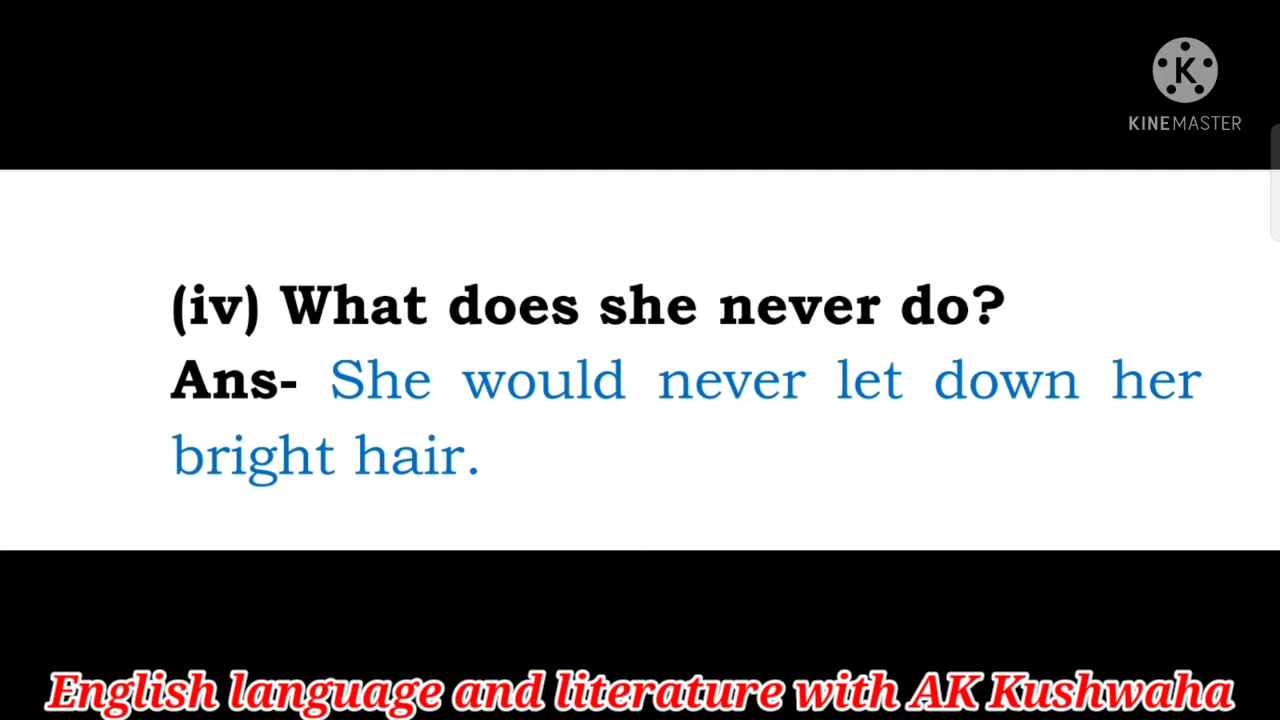 K
KINEMASTER
(iv) What does she never do?
Ans- She would never let down her
bright hair.
English language and literature with AK Kushwaha